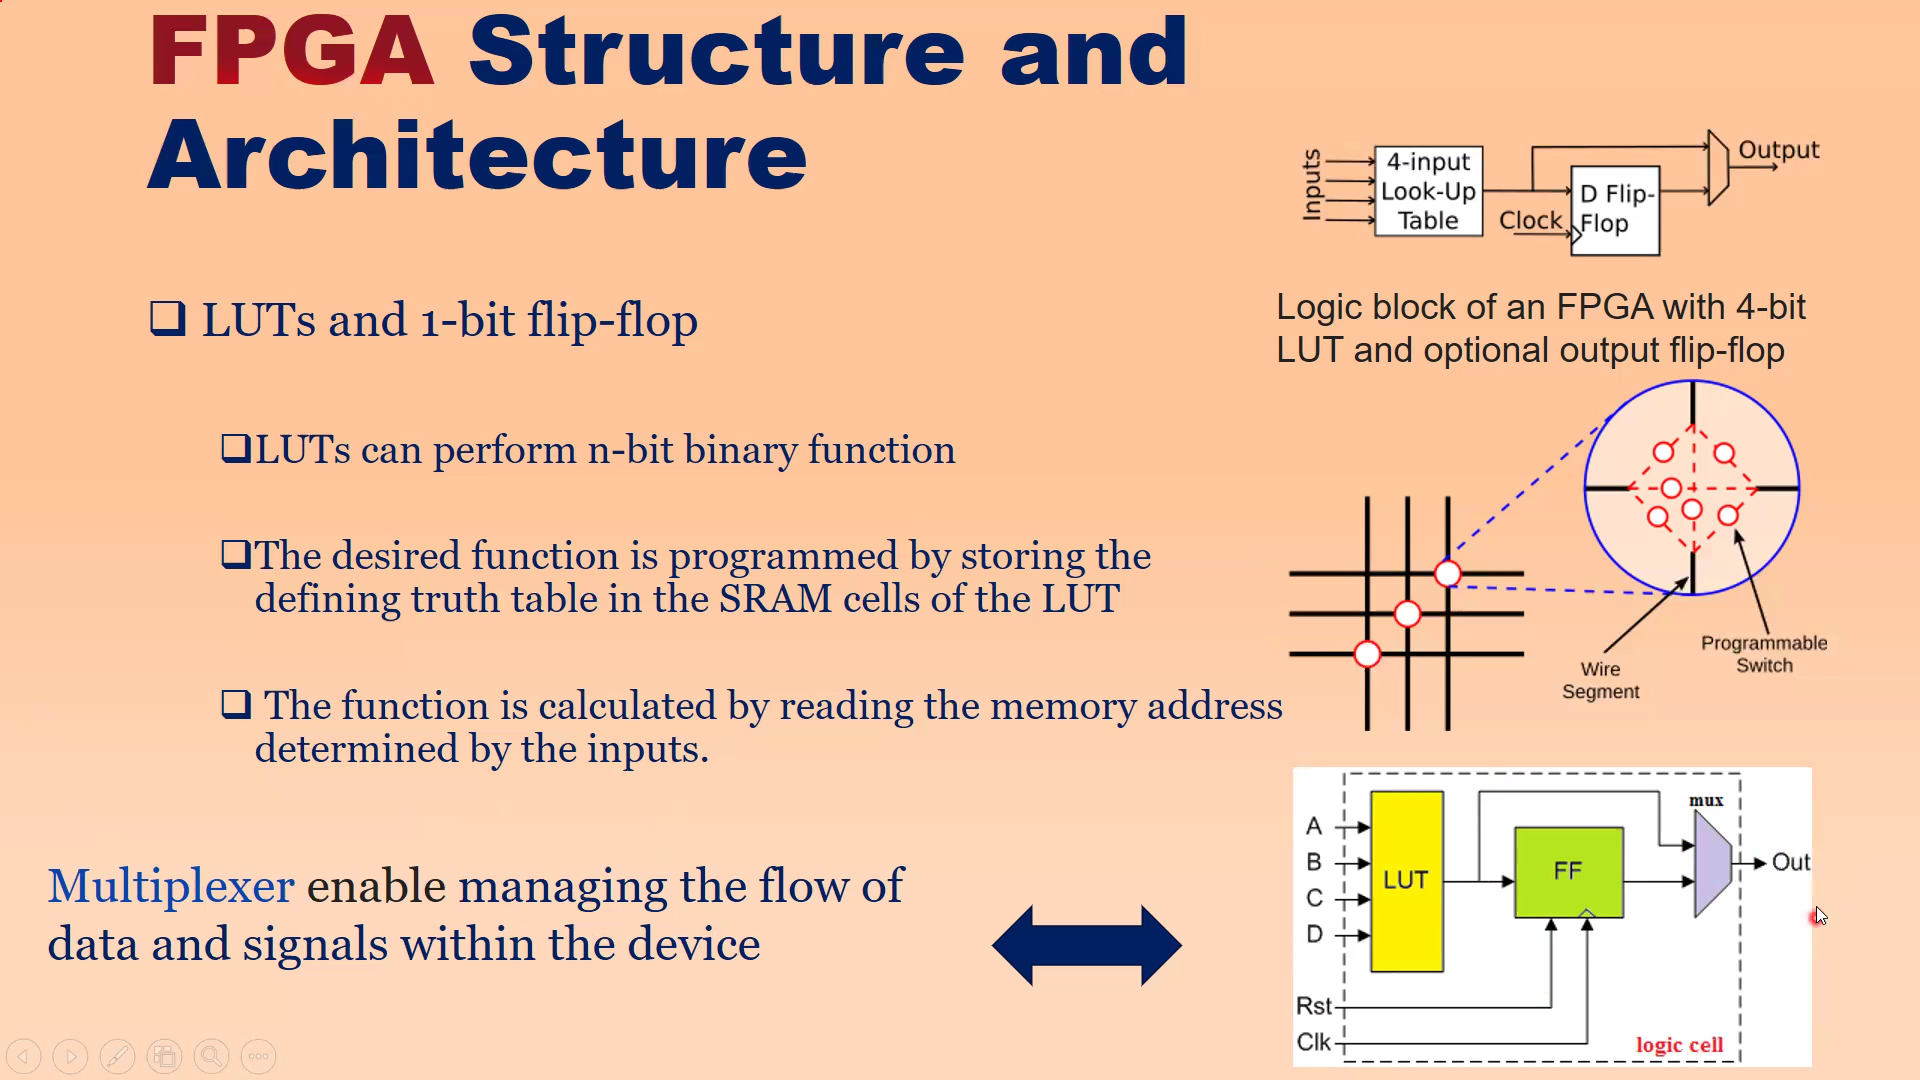 FPGA Structure and
Architecture
❑ LUTs and 1-bit flip-flop
❑LUTs can perform n-bit binary function
❑The desired function is programmed by storing the
defining truth table in the SRAM cells of the LUT
❑ The function is calculated by reading the memory address
determined by the inputs.
Multiplexer enable managing the flow of
data and signals within the device
Inputs
4-input
Look-Up
Table
Clock
D Flip-
Flop
Output
Logic block of an FPGA with 4-bit
LUT and optional output flip-flop
Wire
Segment
Programmable
Switch
A
B
C
D
LUT
FF
mux
Out
Rst
Clk
logic cell